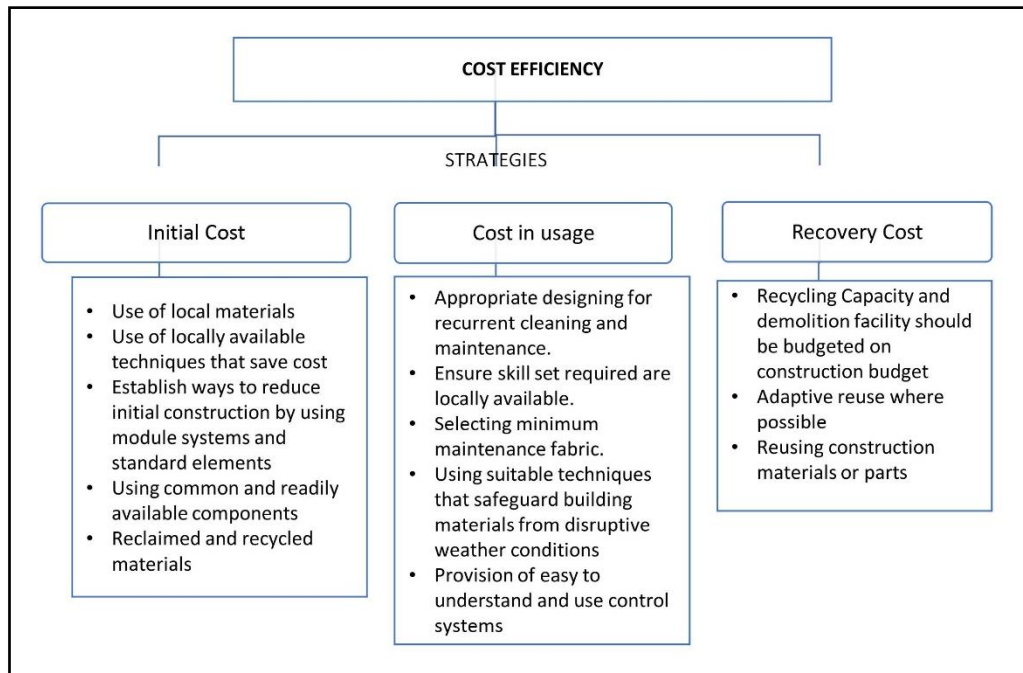 COST EFFICIENCY
STRATEGIES
Initial Cost
• Use of local materials
• Use of locally available
techniques that save cost
• Establish ways to reduce
initial construction by using
module systems and
standard elements
• Using common and readily
available components
• Reclaimed and recycled
materials
Cost in usage
• Appropriate designing for
recurrent cleaning and
maintenance.
• Ensure skill set required are
locally available.
• Selecting minimum
maintenance fabric.
• Using suitable techniques
that safeguard building
materials from disruptive
weather conditions
• Provision of easy to
understand and use control
systems
Recovery Cost
• Recycling Capacity and
demolition facility should
be budgeted on
construction budget
• Adaptive reuse where
possible
• Reusing construction
materials or parts